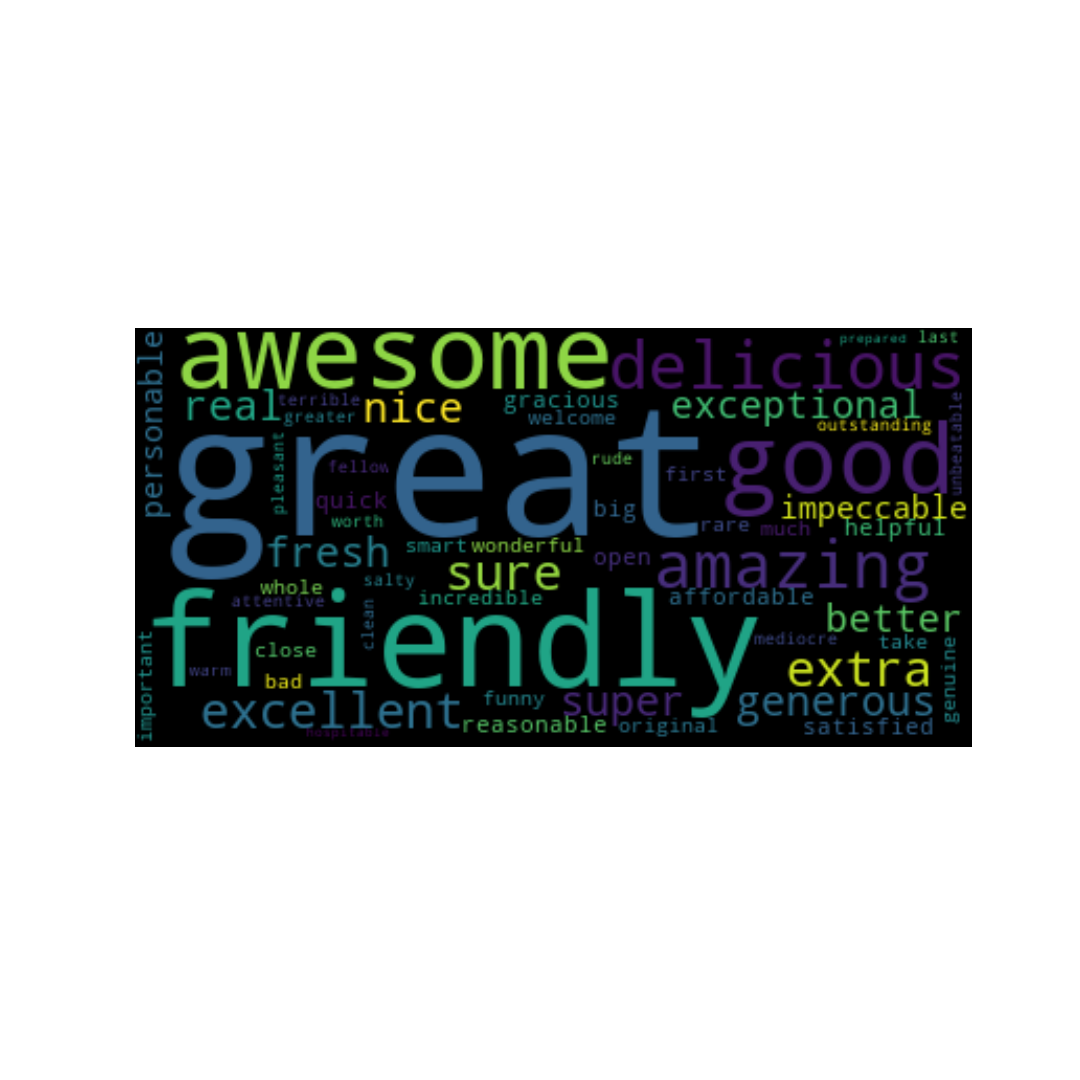 awesome
delicious
prepared
last
personable
real
terrible
greater
nice
gracious
welcome
exceptional
outstanding
unbeatable
great
good
pleasant
fellow
rude
first
quick
worth
big
rare
much
impeccable
helpful
fresh
smart
wonderful
open
amazing
sure
salty
whole
attentive
clean
incredible
affordable
better
friendly
mediocre
take
important
warm
close
bad
extra
genuine
excellent
funny
super
generous
hospitable
reasonable
original
satisfied